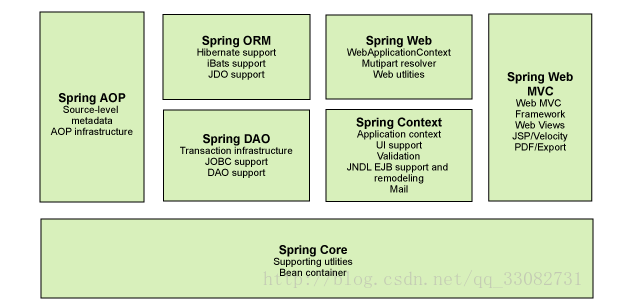 Spring AOP
Source-level
metadata
AOP infrastructure
Spring ORM
Hibernate support
iBats support
JDO support
Spring DAO
Transaction infrastructure
JOBC support
DAO support
Spring Web
WebApplicationContext
Mutipart resolver
Web utlities
Spring Context
Application context
UI support
Validation
JNDL EJB support and
remodeling
Mail
Spring Web
MVC
Web MVC
Framework
Web Views
JSP/Velocity
PDF/Export
Spring Core
Supporting utlities
Bean container
http://blog.csdn.net/qq_33082731